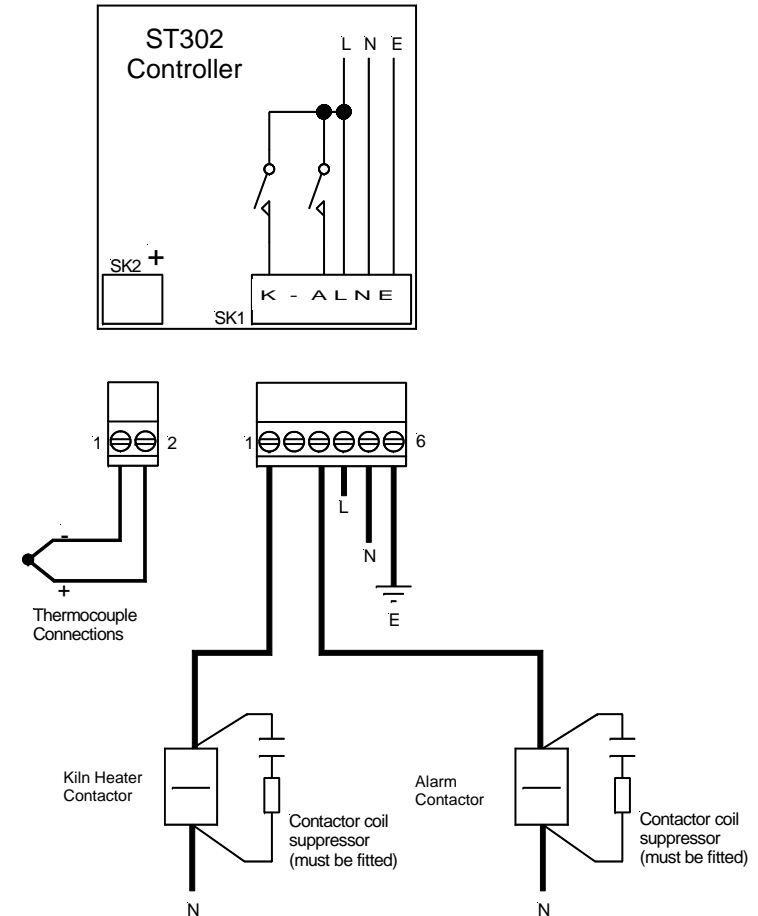 ST302
Controller
L N E
SK2 +
K - A L N E
SK1
1 2
1 6
L
-
N
+
E
Thermocouple
Connections
Kiln Heater
Contactor
Contactor coil
suppressor
(must be fitted)
Alarm
Contactor
Contactor coil
suppressor
(must be fitted)
N
N